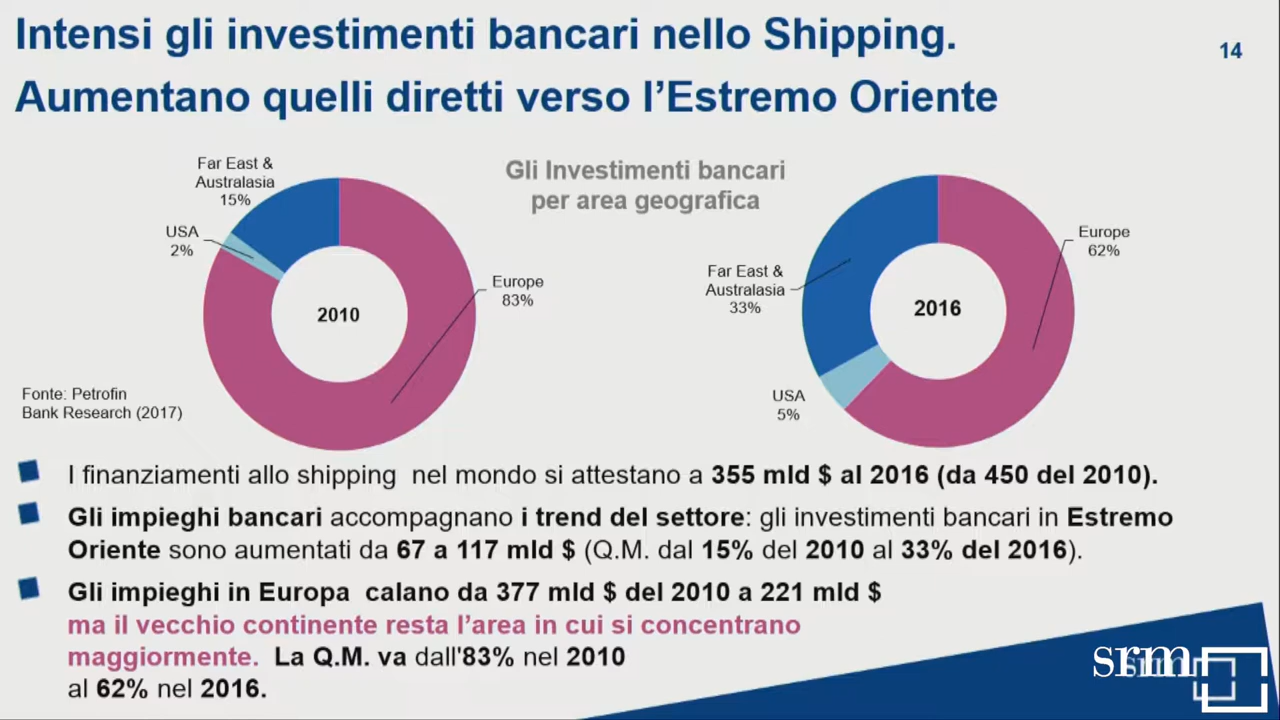 Intensi gli investimenti bancari nello Shipping.
14
Aumentano quelli diretti verso l’Estremo Oriente
Gli Investimenti bancari
per area geografica
Far East &
Australasia
15%
USA
2%
Europe
83%
2010
Far East &
Australasia
33%
USA
5%
Europe
62%
2016
Fonte: Petrofin
Bank Research (2017)
I finanziamenti allo shipping nel mondo si attestano a 355 mld $ al 2016 (da 450 del 2010).
Gli impieghi bancari accompagnano i trend del settore: gli investimenti bancari in Estremo
Oriente sono aumentati da 67 a 117 mld $ (Q.M. dal 15% del 2010 al 33% del 2016).
Gli impieghi in Europa calano da 377 mld $ del 2010 a 221 mld $
ma il vecchio continente resta l’area in cui si concentrano
maggiormente. La Q.M. va dall'83% nel 2010
al 62% nel 2016.
srm
srm